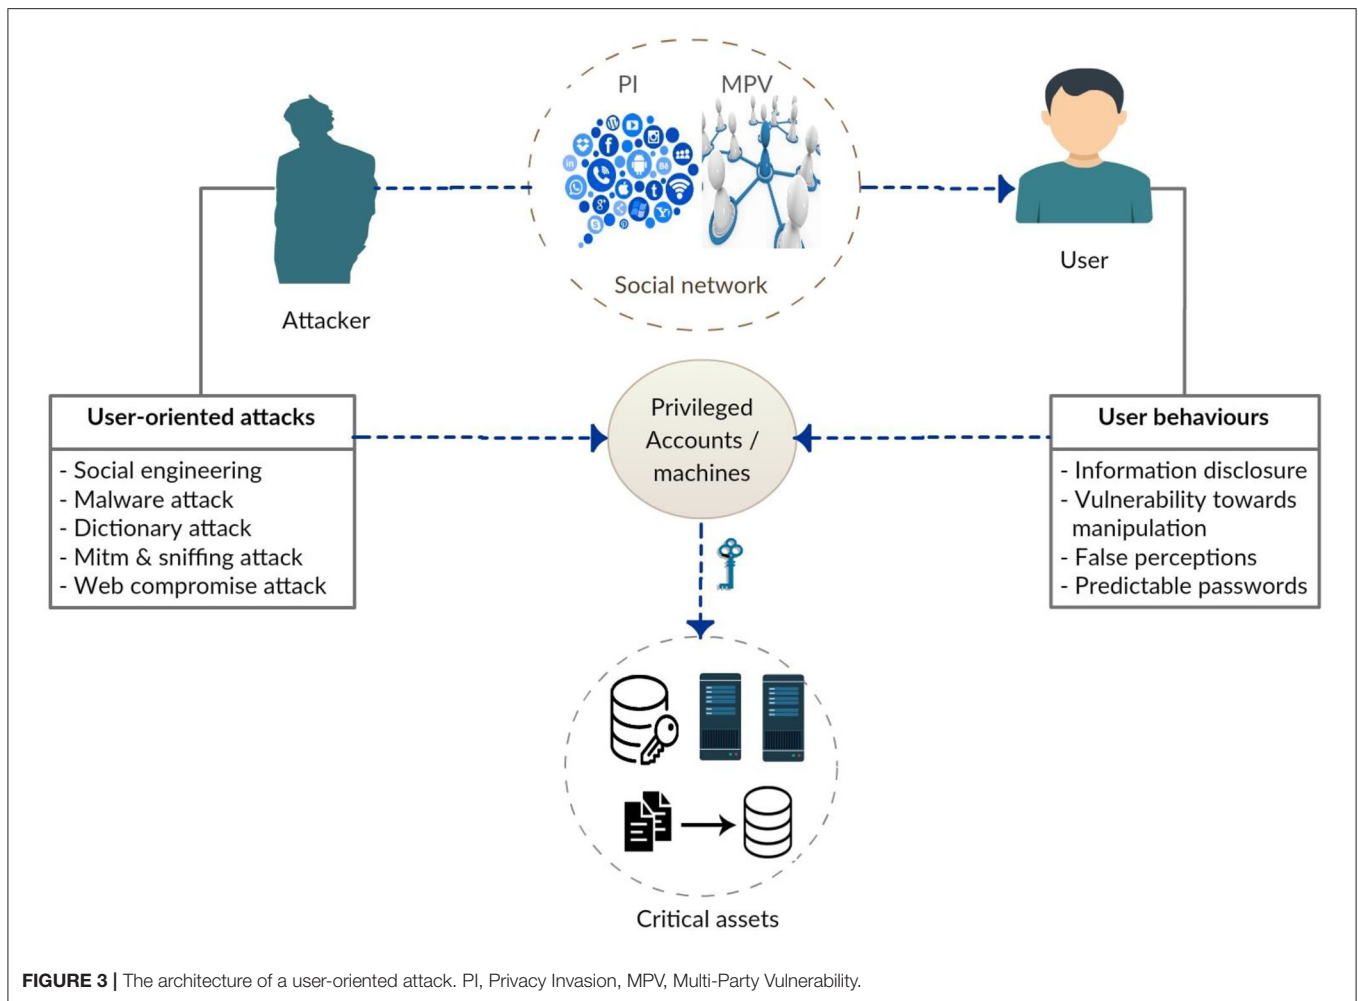 PI
MPV
Social network
Attacker
User
User-oriented attacks
- Social engineering
- Malware attack
- Dictionary attack
- Mitm & sniffing attack
- Web compromise attack
Privileged
Accounts /
machines
User behaviours
- Information disclosure
- Vulnerability towards
manipulation
- False perceptions
- Predictable passwords
Critical assets
FIGURE 3 | The architecture of a user-oriented attack. PI, Privacy Invasion, MPV, Multi-Party Vulnerability.